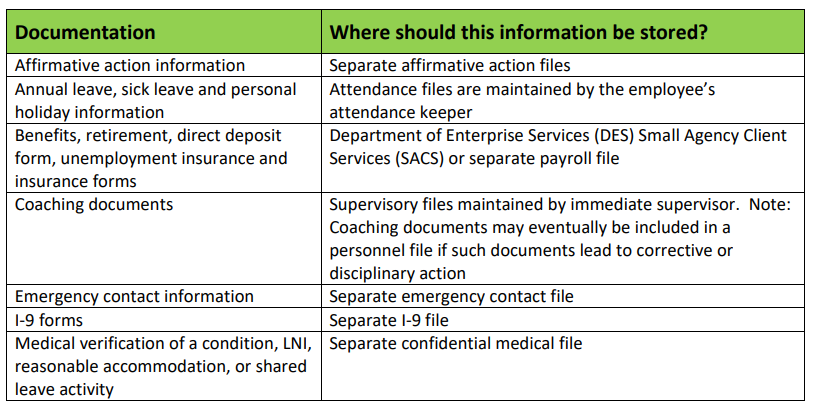 Documentation
Where should this information be stored?
Affirmative action information
Separate affirmative action files
Annual leave, sick leave and personal
holiday information
Attendance files are maintained by the employee’s
attendance keeper
Benefits, retirement, direct deposit
form, unemployment insurance and
insurance forms
Department of Enterprise Services (DES) Small Agency Client
Services (SACS) or separate payroll file
Coaching documents
Supervisory files maintained by immediate supervisor.  Note:
Coaching documents may eventually be included in a
personnel file if such documents lead to corrective or
disciplinary action
Emergency contact information
Separate emergency contact file
I-9 forms
Separate I-9 file
Medical verification of a condition, LNI,
reasonable accommodation, or shared
leave activity
Separate confidential medical file